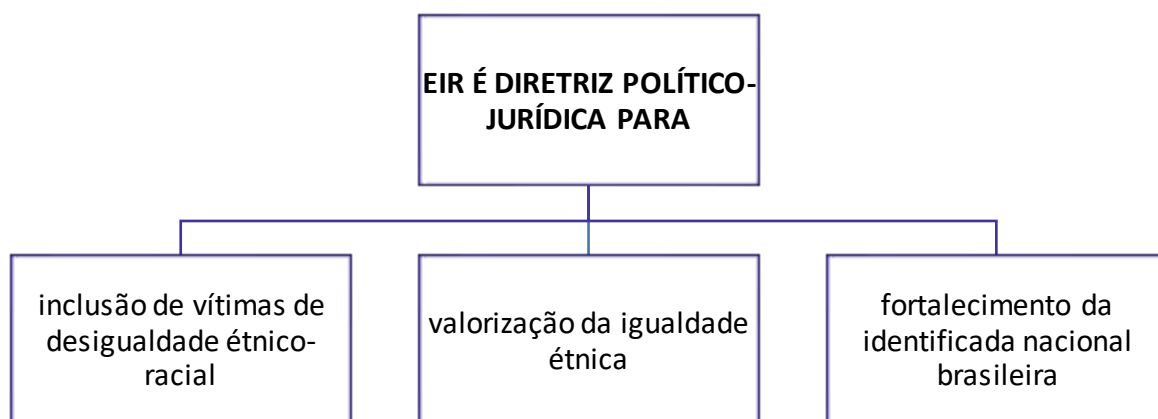 EIR É DIRETRIZ POLÍTICO-
JURÍDICA PARA
inclusão de vítimas de
desigualdade étnico-
racial
valorização da igualdade
étnica
fortalecimento da
identificada nacional
brasileira